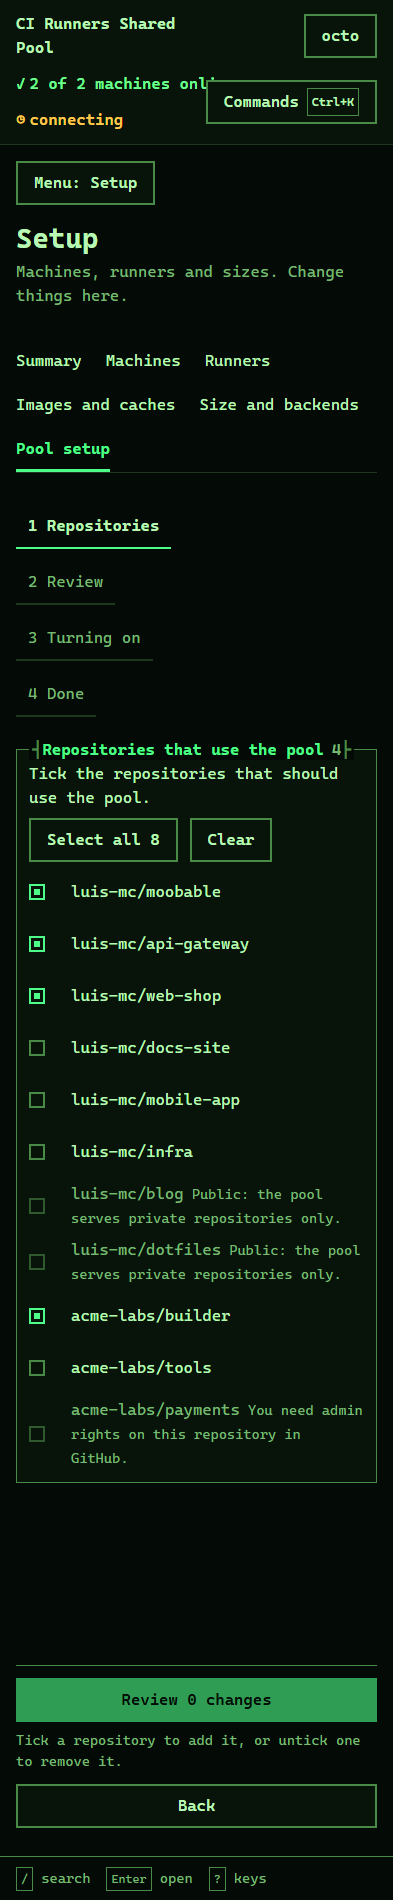 CI Runners Shared
Pool
octo
√ 2 of 2 machines
Commands Ctrl+K
connecting
Menu: Setup
Setup
Machines, runners and sizes. Change
things here.
Summary Machines Runners
Images and caches Size and backends
Pool setup
1 Repositories
2 Review
3 Turning on
4 Done
Repositories that use the pool 4
Tick the repositories that should
use the pool.
Select all 8 Clear
luis-mc/moobable
luis-mc/api-gateway
luis-mc/web-shop
luis-mc/docs-site
luis-mc/mobile-app
luis-mc/infra
luis-mc/blog Public: the pool
serves private repositories only.
luis-mc/dotfiles Public: the pool
serves private repositories only.
acme-labs/builder
acme-labs/tools
acme-labs/payments You need admin
rights on this repository in
GitHub.
Review 0 changes
Tick a repository to add it, or untick one
to remove it.
Back
/ search Enter open ? keys